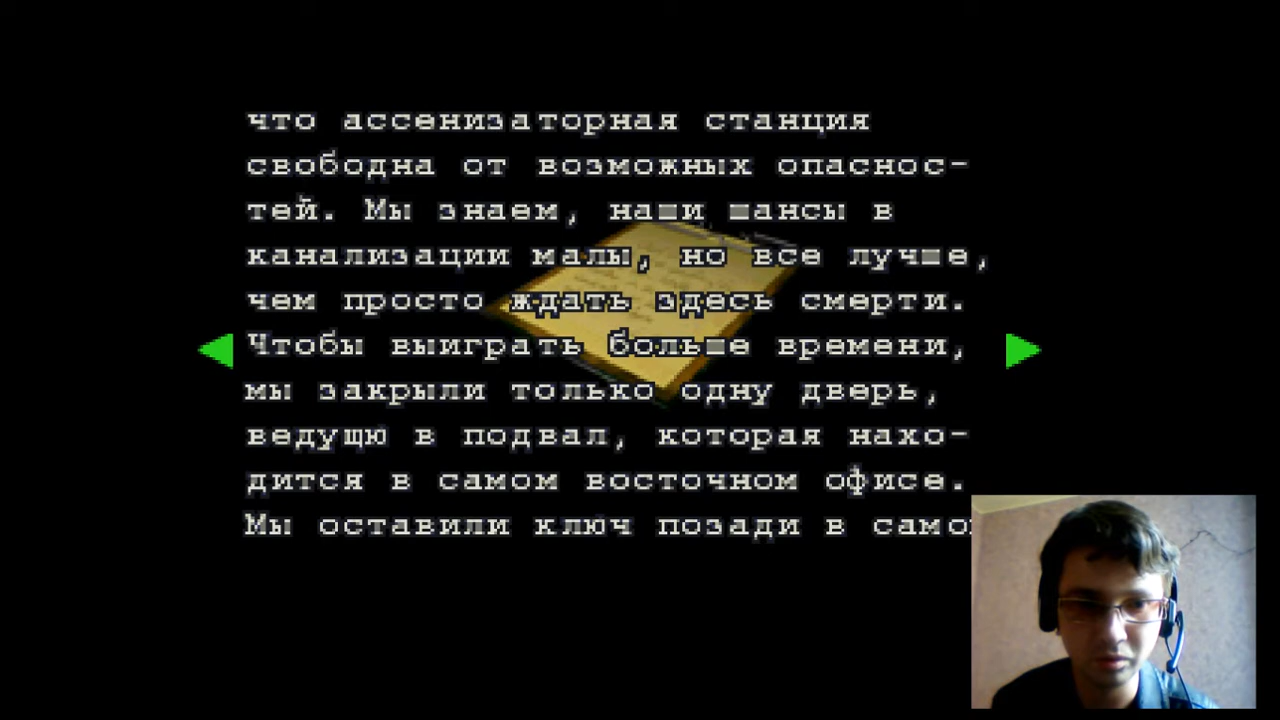 что ассенизаторная станция
свободна от возможных опаснос-
тей. Мы знаем, наши шансы в
канализации малы, но все лучше,
чем просто ждать здесь смерти.
Чтобы выиграть больше времени,
мы закрыли только одну дверь,
ведущю в подвал, которая нахо-
дится в самом восточном офисе.
Мы оставили ключ позади в